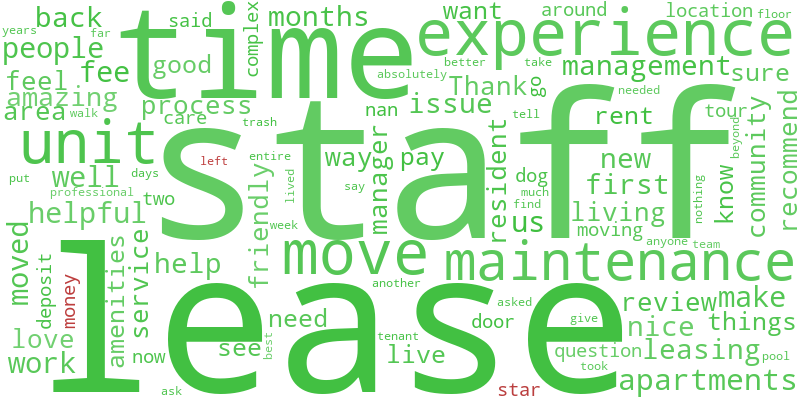 back
said
months
want
around
location
floor
years
far
people
time
complex
experience
feel
fee
good
absolutely
better
take
management
sure
amazing
process
Thank
go
needed
area
walk
care
nan
issue
rent
tour
tell
beyond
trash
unit
staff
left
entire
way
pay
manager
resident
new
know
community
recommend
put
well
days
say
dog
first
professional
two
lived
much
find
nothing
helpful
friendly
us
living
week
moving
anyone
team
moved
move
maintenance
help
service
amenities
deposit
money
lease
another
asked
review
make
need
door
give
nice
things
love
now
see
best
tenant
live
question
leasing
pool
work
took
ask
star
apartments